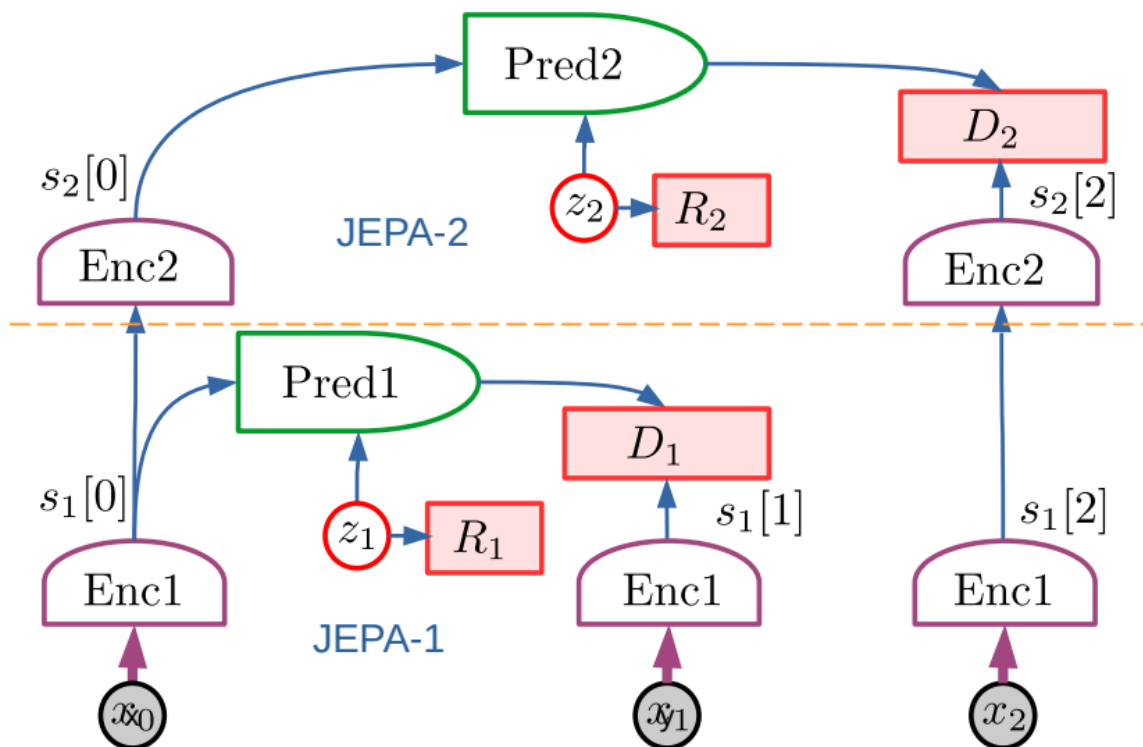 Pred2
D₂
s₂[0]
z₂
R₂
s₂[2]
JEPA-2
Enc2
Enc2
Pred1
D₁
s₁[0]
z₁
R₁
s₁[1]
s₁[2]
Enc1
Enc1
Enc1
JEPA-1
x₀
x₁
x₂